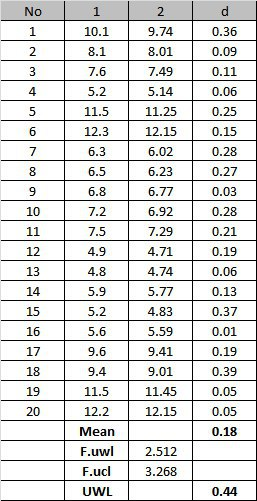 No 1 2 d
1 10.1 9.74 0.36
2 8.1 8.01 0.09
3 7.6 7.49 0.11
4 5.2 5.14 0.06
5 11.5 11.25 0.25
6 12.3 12.15 0.15
7 6.3 6.02 0.28
8 6.5 6.23 0.27
9 6.8 6.77 0.03
10 7.2 6.92 0.28
11 7.5 7.29 0.21
12 4.9 4.71 0.19
13 4.8 4.74 0.06
14 5.9 5.77 0.13
15 5.2 4.83 0.37
16 5.6 5.59 0.01
17 9.6 9.41 0.19
18 9.4 9.01 0.39
19 11.5 11.45 0.05
20 12.2 12.15 0.05
Mean 0.18
F.uwl 2.512
F.ucl 3.268
UWL 0.44